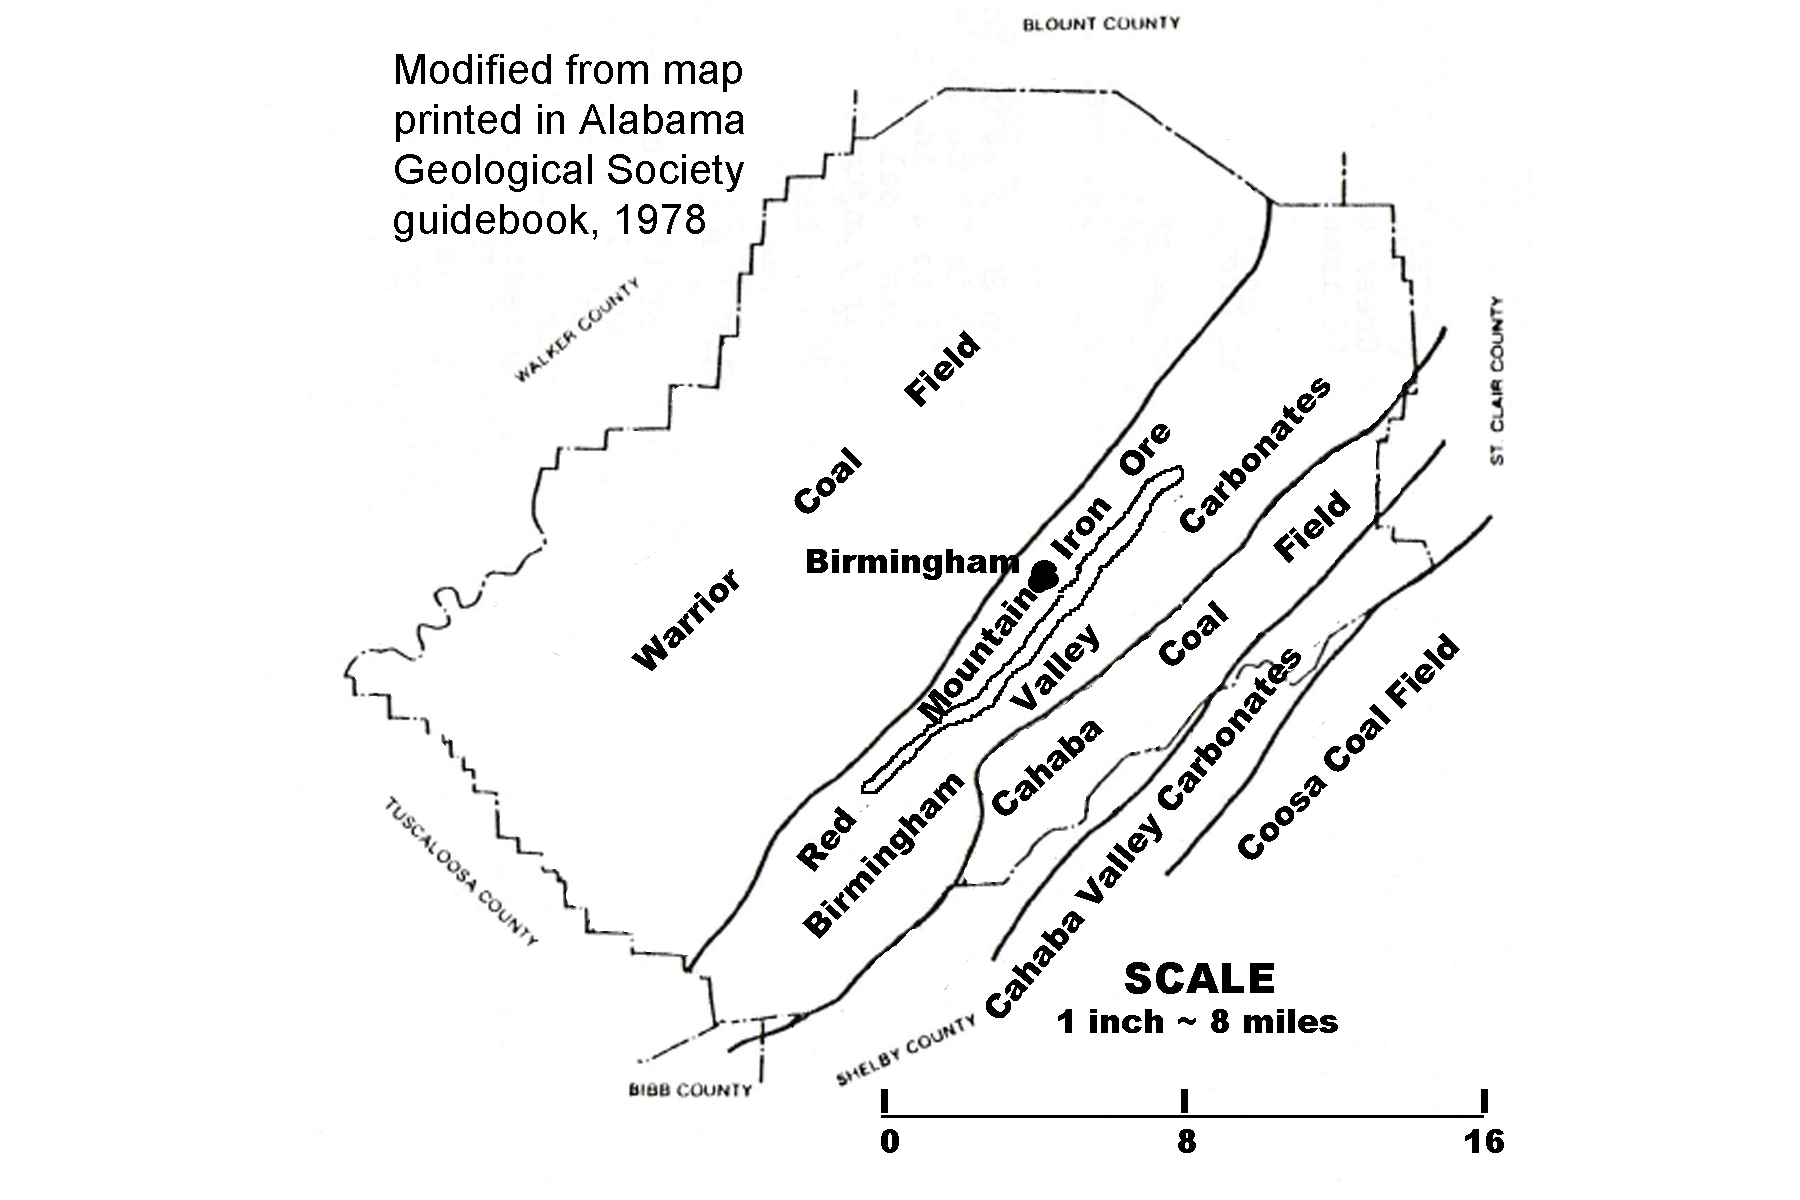 BLOUNT COUNTY
Modified from map
printed in Alabama
Geological Society
guidebook, 1978
WALKER COUNTY
ST. CLAIR COUNTY
Warrior Coal Field
Birmingham
Red Mountain Iron Ore
Birmingham Valley Carbonates
Cahaba Coal Field
Cahaba Valley Carbonates
Coosa Coal Field
TUSCALOOSA COUNTY
SHELBY COUNTY
BIBB COUNTY
SCALE
1 inch ~ 8 miles
0 8 16